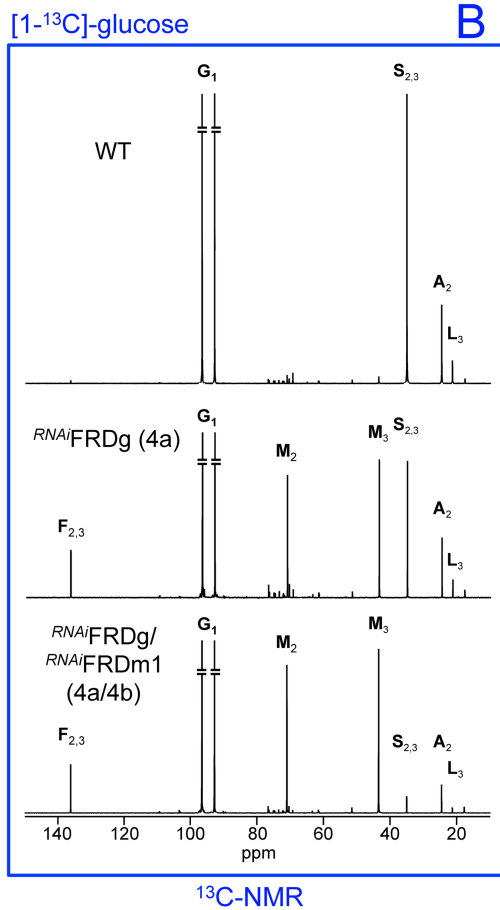 [1-¹³C]-glucose
B
G₁
S₂,₃
WT
A₂
L₃
G₁
RNAiFRDg (4a)
M₂
M₃
S₂,₃
F₂,₃
A₂
L₃
G₁
RNAiFRDg/
RNAiFRDm1
(4a/4b)
M₂
M₃
F₂,₃
S₂,₃
A₂
L₃
140 120 100 80 60 40 20
ppm
¹³C-NMR